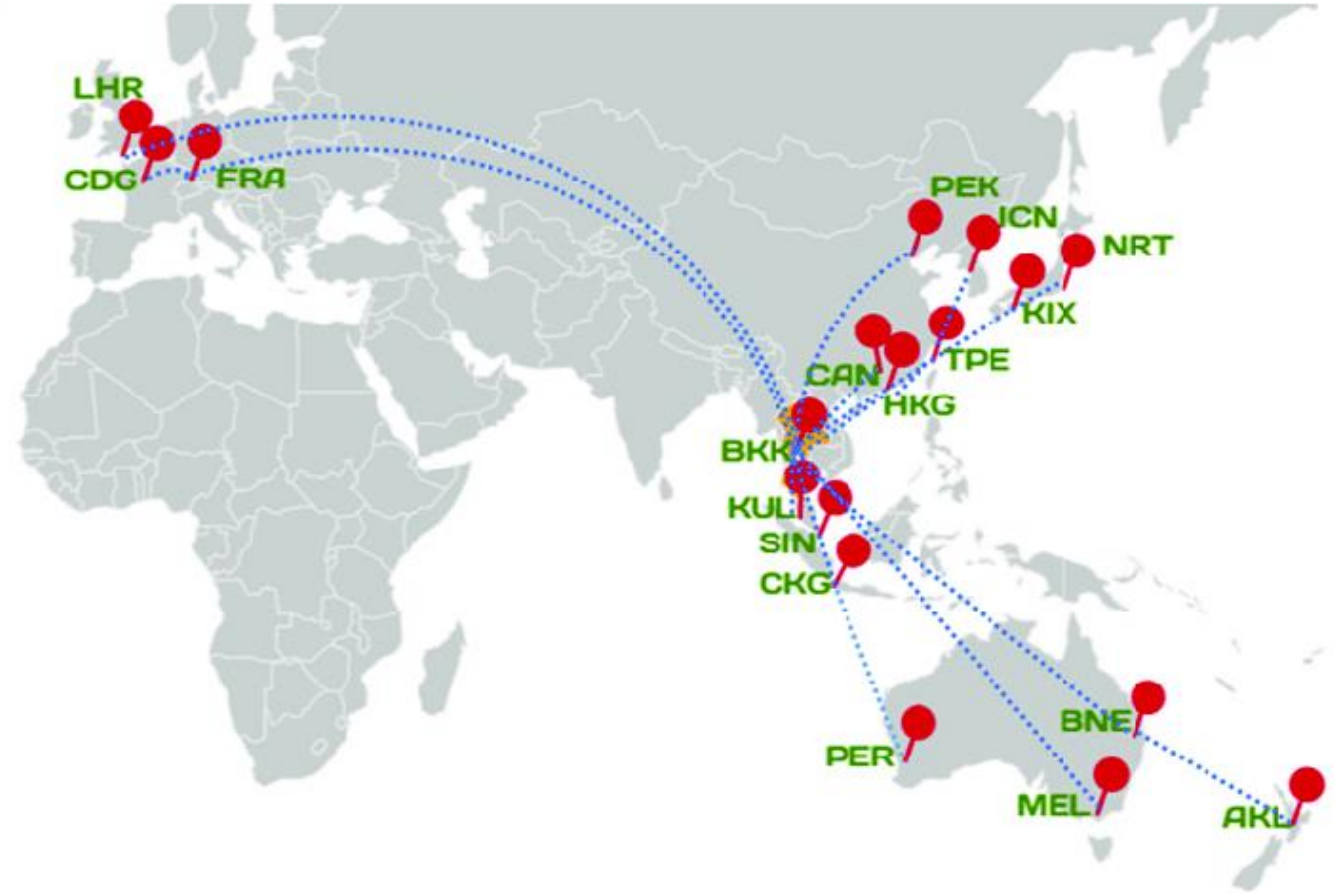 LHR
CDG
FRA
PEK
ICN
NRT
KIX
TPE
CAN
HKG
BKK
KUL
SIN
CKG
BNE
PER
MEL
AKL